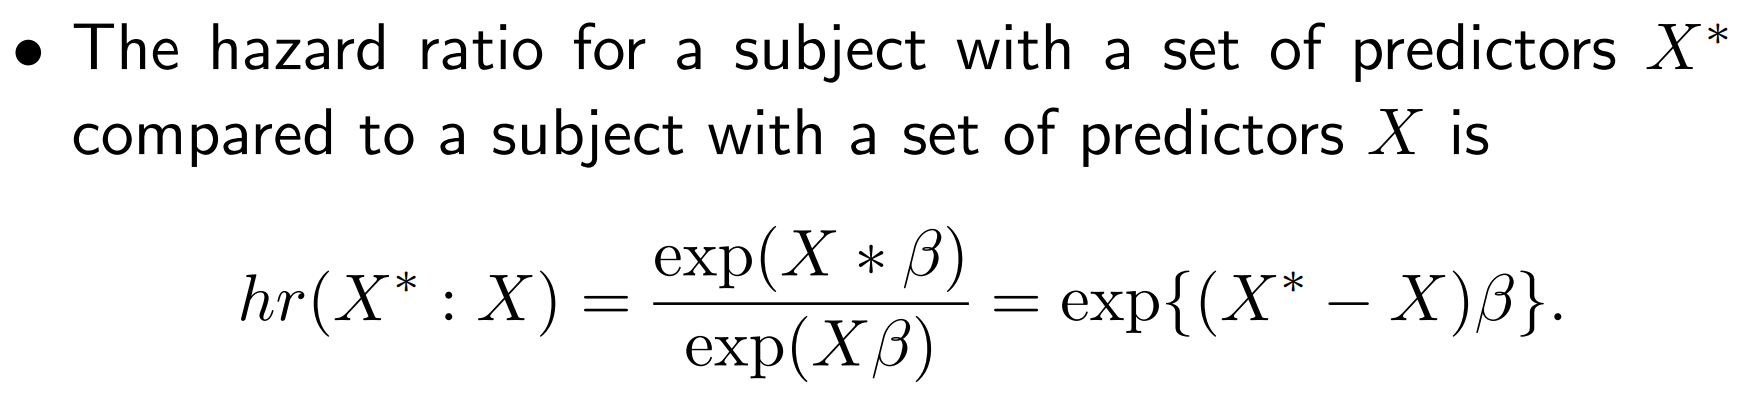 • The hazard ratio for a subject with a set of predictors X*
compared to a subject with a set of predictors X is
hr(X* : X) = exp(X ∗ β) / exp(Xβ) = exp{(X* − X)β}.